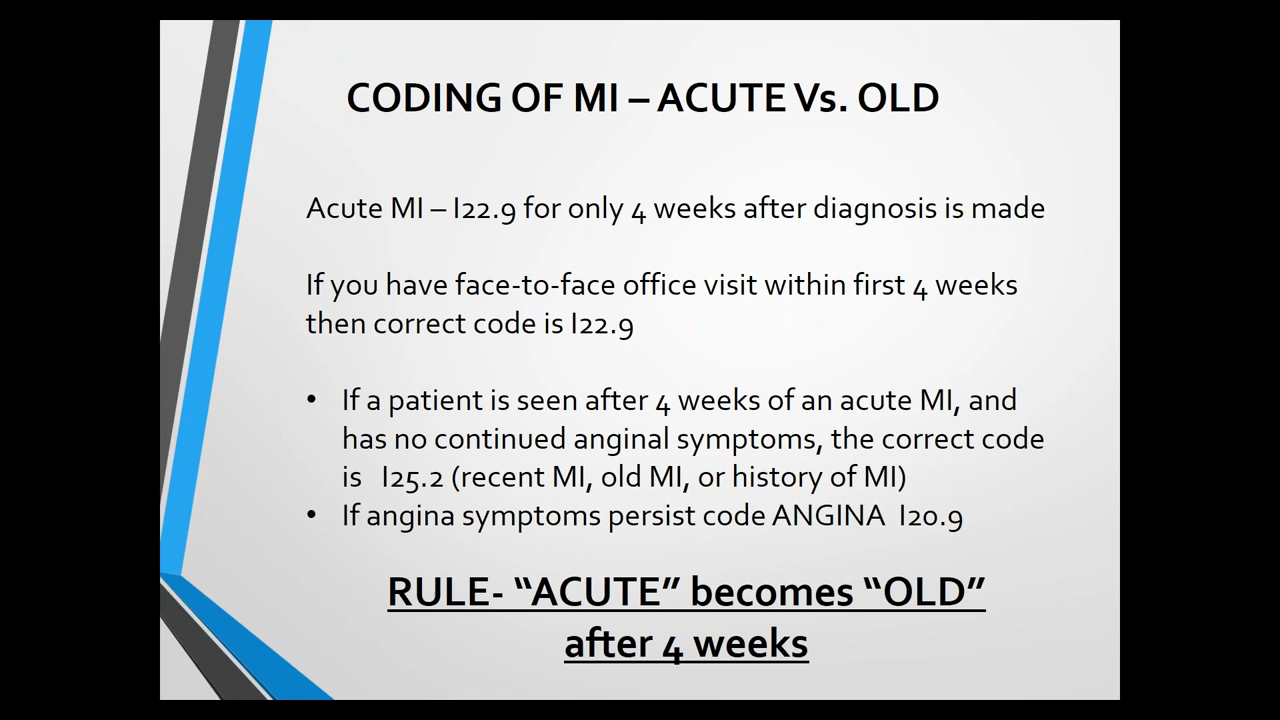 CODING OF MI – ACUTE Vs. OLD
Acute MI – I22.9 for only 4 weeks after diagnosis is made
If you have face-to-face office visit within first 4 weeks
then correct code is I22.9
• If a patient is seen after 4 weeks of an acute MI, and
has no continued anginal symptoms, the correct code
is I25.2 (recent MI, old MI, or history of MI)
• If angina symptoms persist code ANGINA I20.9
RULE- “ACUTE” becomes “OLD”
after 4 weeks